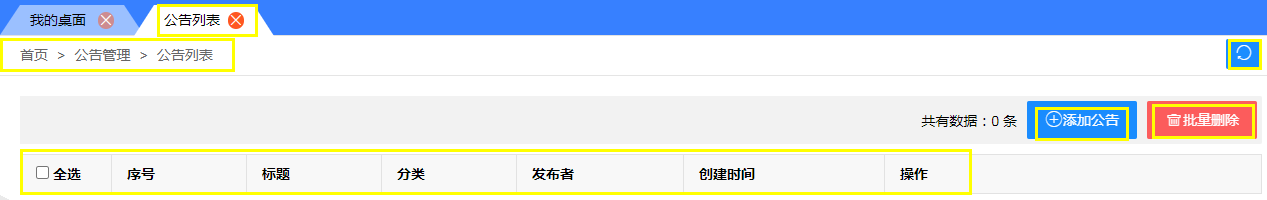 我的桌面 公告列表
首页 > 公告管理 > 公告列表
共有数据：0 条 添加公告 批量删除
全选 序号 标题 分类 发布者 创建时间 操作